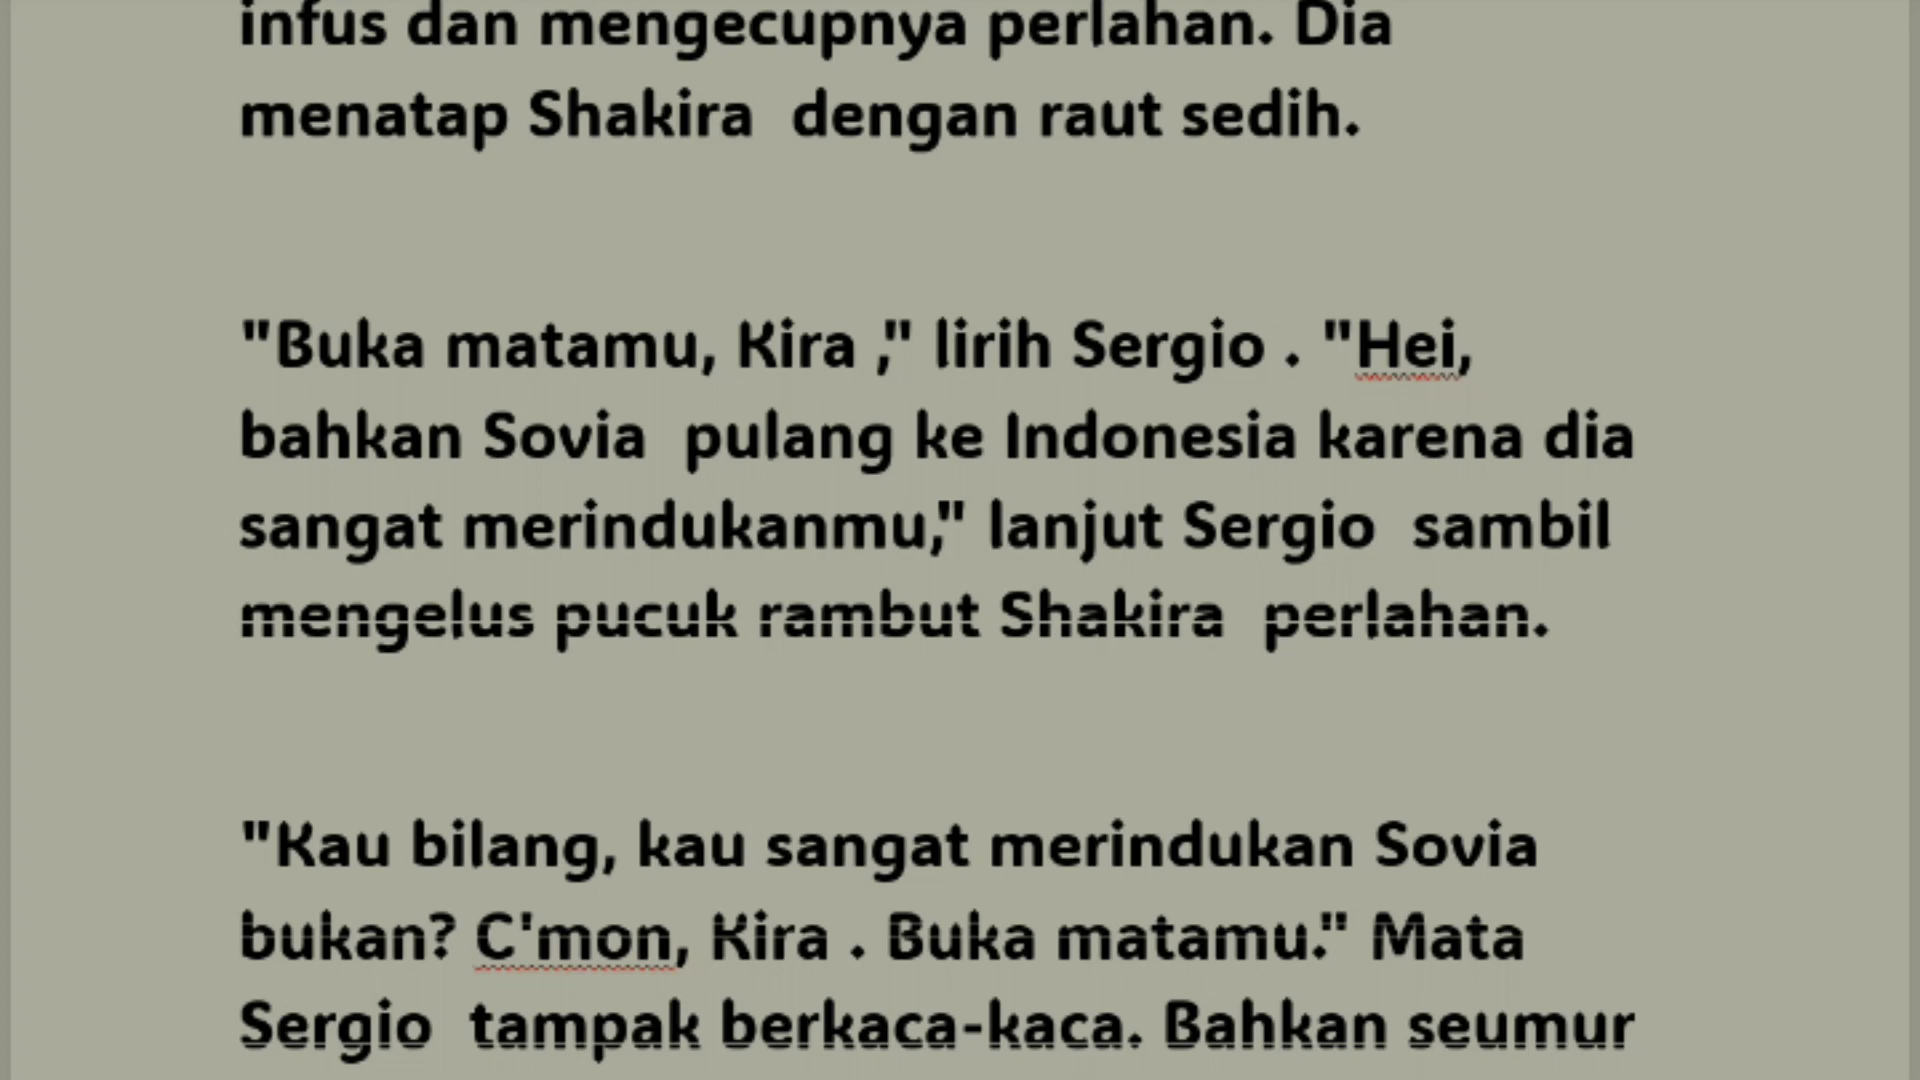 infus dan mengecupnya perlahan. Dia
menatap Shakira  dengan raut sedih.
"Buka matamu, Kira ," lirih Sergio . "Hei,
bahkan Sovia  pulang ke Indonesia karena dia
sangat merindukanmu," lanjut Sergio  sambil
mengelus pucuk rambut Shakira  perlahan.
"Kau bilang, kau sangat merindukan Sovia
bukan? C'mon, Kira . Buka matamu." Mata
Sergio  tampak berkaca-kaca. Bahkan seumur